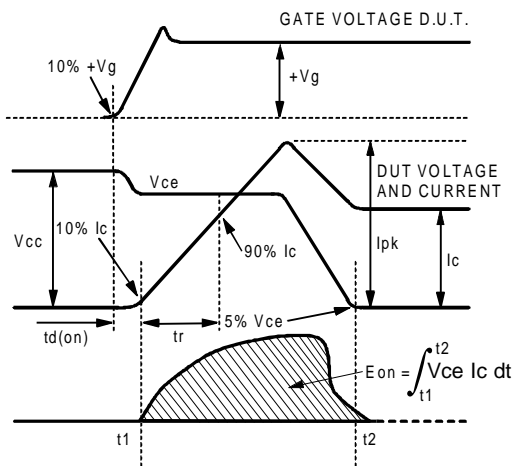 GATE VOLTAGE D.U.T.
10% +Vg
+Vg
Vce
DUT VOLTAGE
AND CURRENT
Vcc
10% Ic
90% Ic
Ipk
Ic
td(on)
tr
5% Vce
Eon = ∫ Vce Ic dt
t2
t1
t1
t2